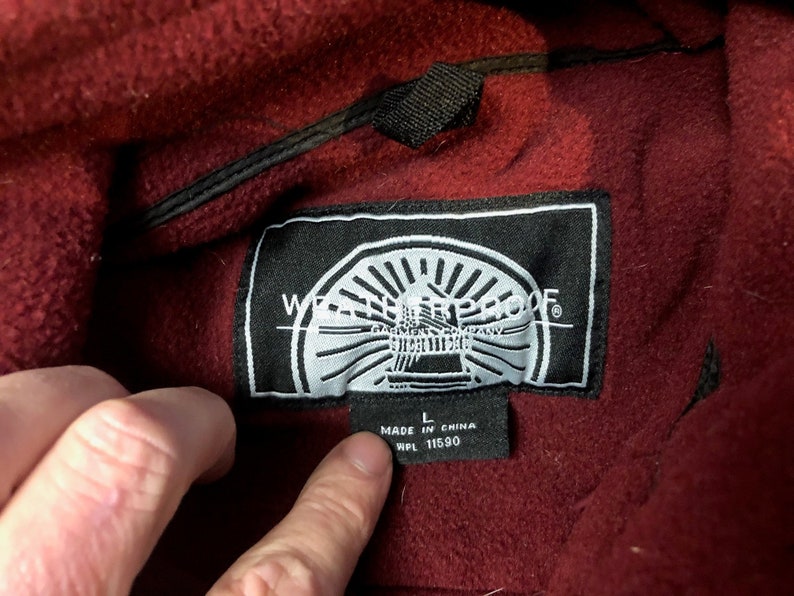 WEATHERPROOF®
GARMENT COMPANY
L
MADE IN CHINA
WPL 11590